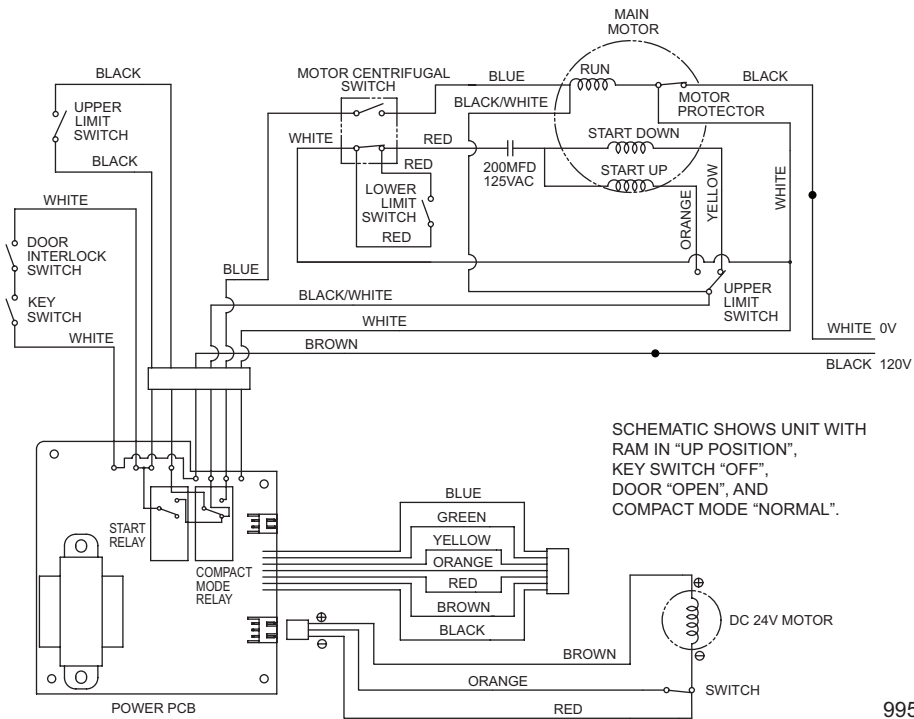 MAIN
MOTOR
BLACK
MOTOR CENTRIFUGAL
SWITCH
BLUE
RUN
BLACK
UPPER
LIMIT
SWITCH
BLACK/WHITE
MOTOR
PROTECTOR
WHITE
RED
START DOWN
BLACK
RED
200MFD
125VAC
START UP
WHITE
LOWER
LIMIT
SWITCH
ORANGE
YELLOW
WHITE
RED
DOOR
INTERLOCK
SWITCH
BLUE
KEY
SWITCH
BLACK/WHITE
UPPER
LIMIT
SWITCH
WHITE
WHITE
WHITE 0V
BROWN
BLACK 120V
SCHEMATIC SHOWS UNIT WITH
RAM IN “UP POSITION”,
KEY SWITCH “OFF”,
DOOR “OPEN”, AND
COMPACT MODE “NORMAL”.
BLUE
GREEN
START
RELAY
YELLOW
ORANGE
COMPACT
MODE
RELAY
RED
BROWN
BLACK
DC 24V MOTOR
BROWN
ORANGE
SWITCH
RED
POWER PCB
995